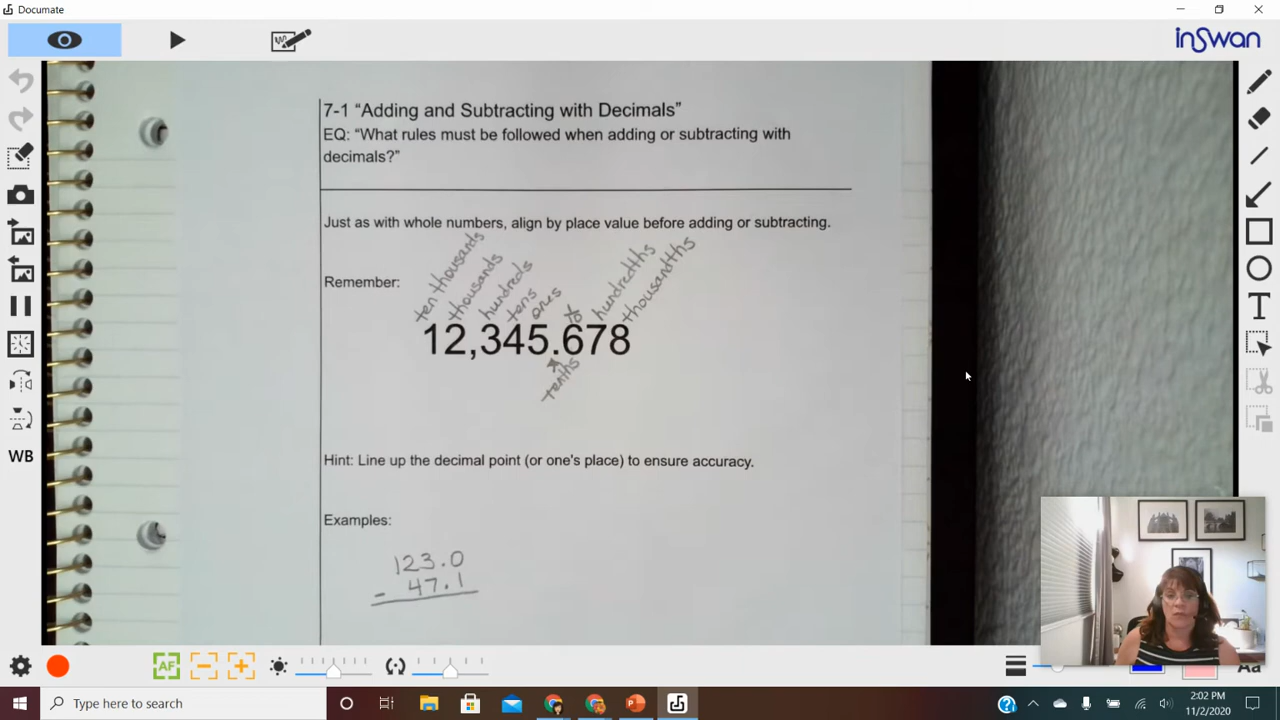 Documate
inSwan
7-1 “Adding and Subtracting with Decimals”
EQ: “What rules must be followed when adding or subtracting with
decimals?”
Just as with whole numbers, align by place value before adding or subtracting.
Remember:
ten thousands
thousands
hundreds
tens
ones
hundredths
thousandths
12,345.678
tenths
Hint: Line up the decimal point (or one's place) to ensure accuracy.
Examples:
123.0
- 47.1
T
WB
AF
Aa
Type here to search
2:02 PM
11/2/2020